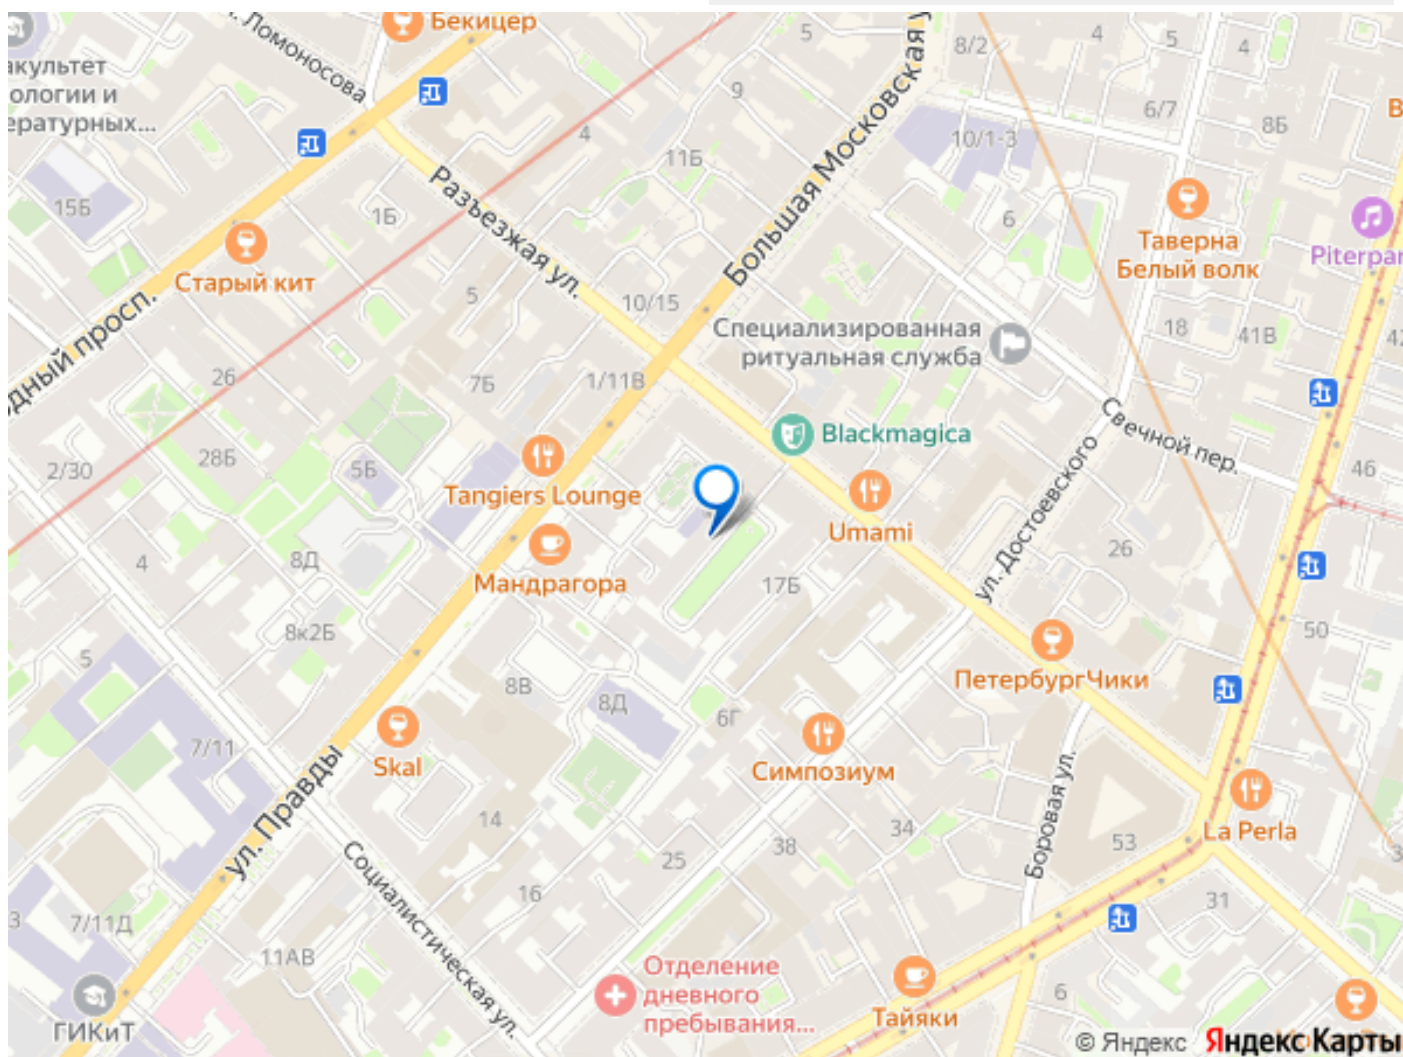 Бекицер
. Ломоносова
акультет
ологии и
ературных...
Большая Московская у
5
8/2
4
5
4
9
6/7
8Б
10/1-3
В
4
11Б
15Б
1Б
Разъезжая ул.
6
Таверна
Белый волк
Piterpar
Старый кит
5
10/15
Специализированная
ритуальная служба
18
41В
42
дный просп.
26
7Б
1/11В
Свечной пер.
Blackmagica
28Б
5Б
2/30
46
Tangiers Lounge
Umami
ул. Достоевского
26
Мандрагора
17Б
4
8Д
8к2Б
50
5
ПетербургЧики
8В
8Д
6Г
7/11
Skal
Симпозиум
ул. Правды
Боровая ул.
La Perla
14
34
53
38
25
3
Социалистическая ул.
16
31
3
7/11Д
11АВ
Отделение
дневного
пребывания...
6
Тайяки
ГИКиТ
© Яндекс Яндекс Карты